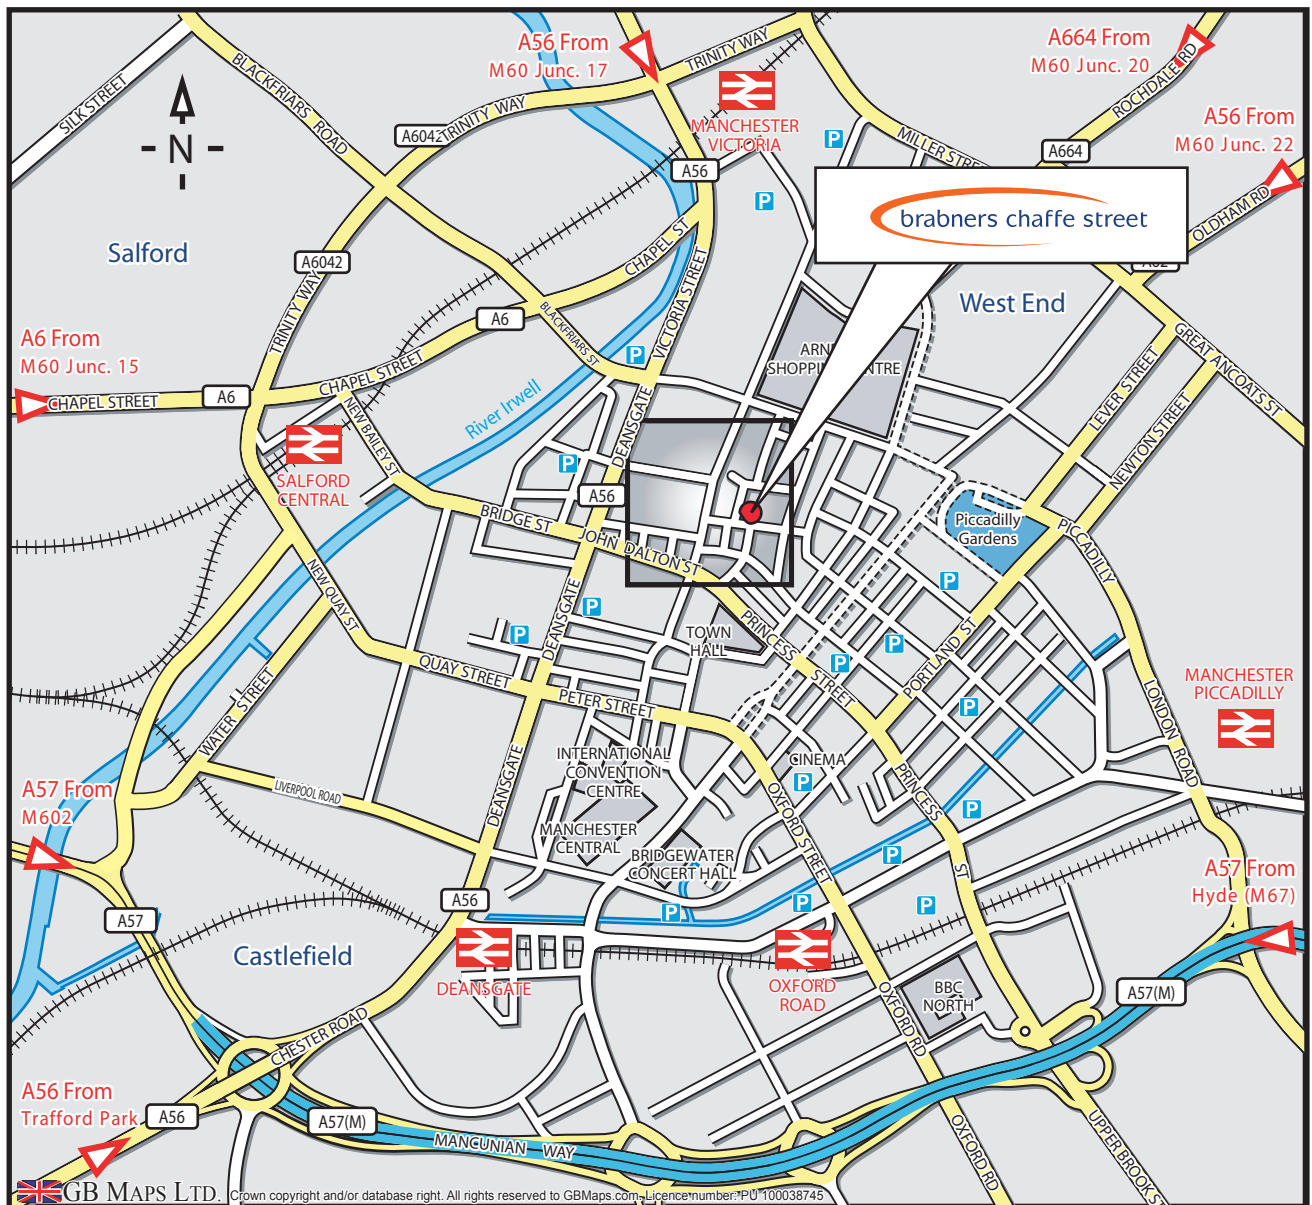 A56 From
M60 Junc. 17
TRINITY WAY
A664 From
M60 Junc. 20
ROCHDALE RD
SILK STREET
BLACKFRIARS ROAD
N
A6042
TRINITY WAY
MANCHESTER
VICTORIA
P
MILLER STRE
A664
A56 From
M60 Junc. 22
A56
P
OLDHAM RD
brabners chaffe street
Salford
A6042
CHAPEL ST
VICTORIA STREET
West End
TRINITY WAY
A6
BLACKFRIARS ST
A6 From
M60 Junc. 15
P
ARN
SHOPPI
NTRE
GREAT ANCOATS ST
CHAPEL STREET
A6
CHAPEL STREET
LEVER STREET
NEWTON STREET
River Irwell
NEW BAILEY ST
DEANSGATE
SALFORD
CENTRAL
P
A56
BRIDGE ST
JOHN DALTON ST
Piccadilly
Gardens
PICCADILLY
NEW QUAY ST
P
P
P
DEANSGATE
TOWN
HALL
PRINCESS
STREET
P
P
PORTLAND ST
QUAY STREET
PETER STREET
P
WATER STREET
MANCHESTER
PICCADILLY
LONDON ROAD
INTERNATIONAL
CONVENTION
CENTRE
CINEMA
P
DEANSGATE
LIVERPOOL ROAD
A57 From
M602
PRINCESS
ST
P
OXFORD STREET
MANCHESTER
CENTRAL
BRIDGEWATER
CONCERT HALL
P
A57 From
Hyde (M67)
A56
P
P
P
A57
Castlefield
DEANSGATE
OXFORD
ROAD
BBC
NORTH
A57(M)
OXFORD RD
CHESTER ROAD
A56 From
Trafford Park
A56
A57(M)
MANCUNIAN WAY
OXFORD RD
UPPER BROOK ST
GB MAPS LTD.
Crown copyright and/or database right. All rights reserved to GBMaps.com. Licence number: PU 100038745